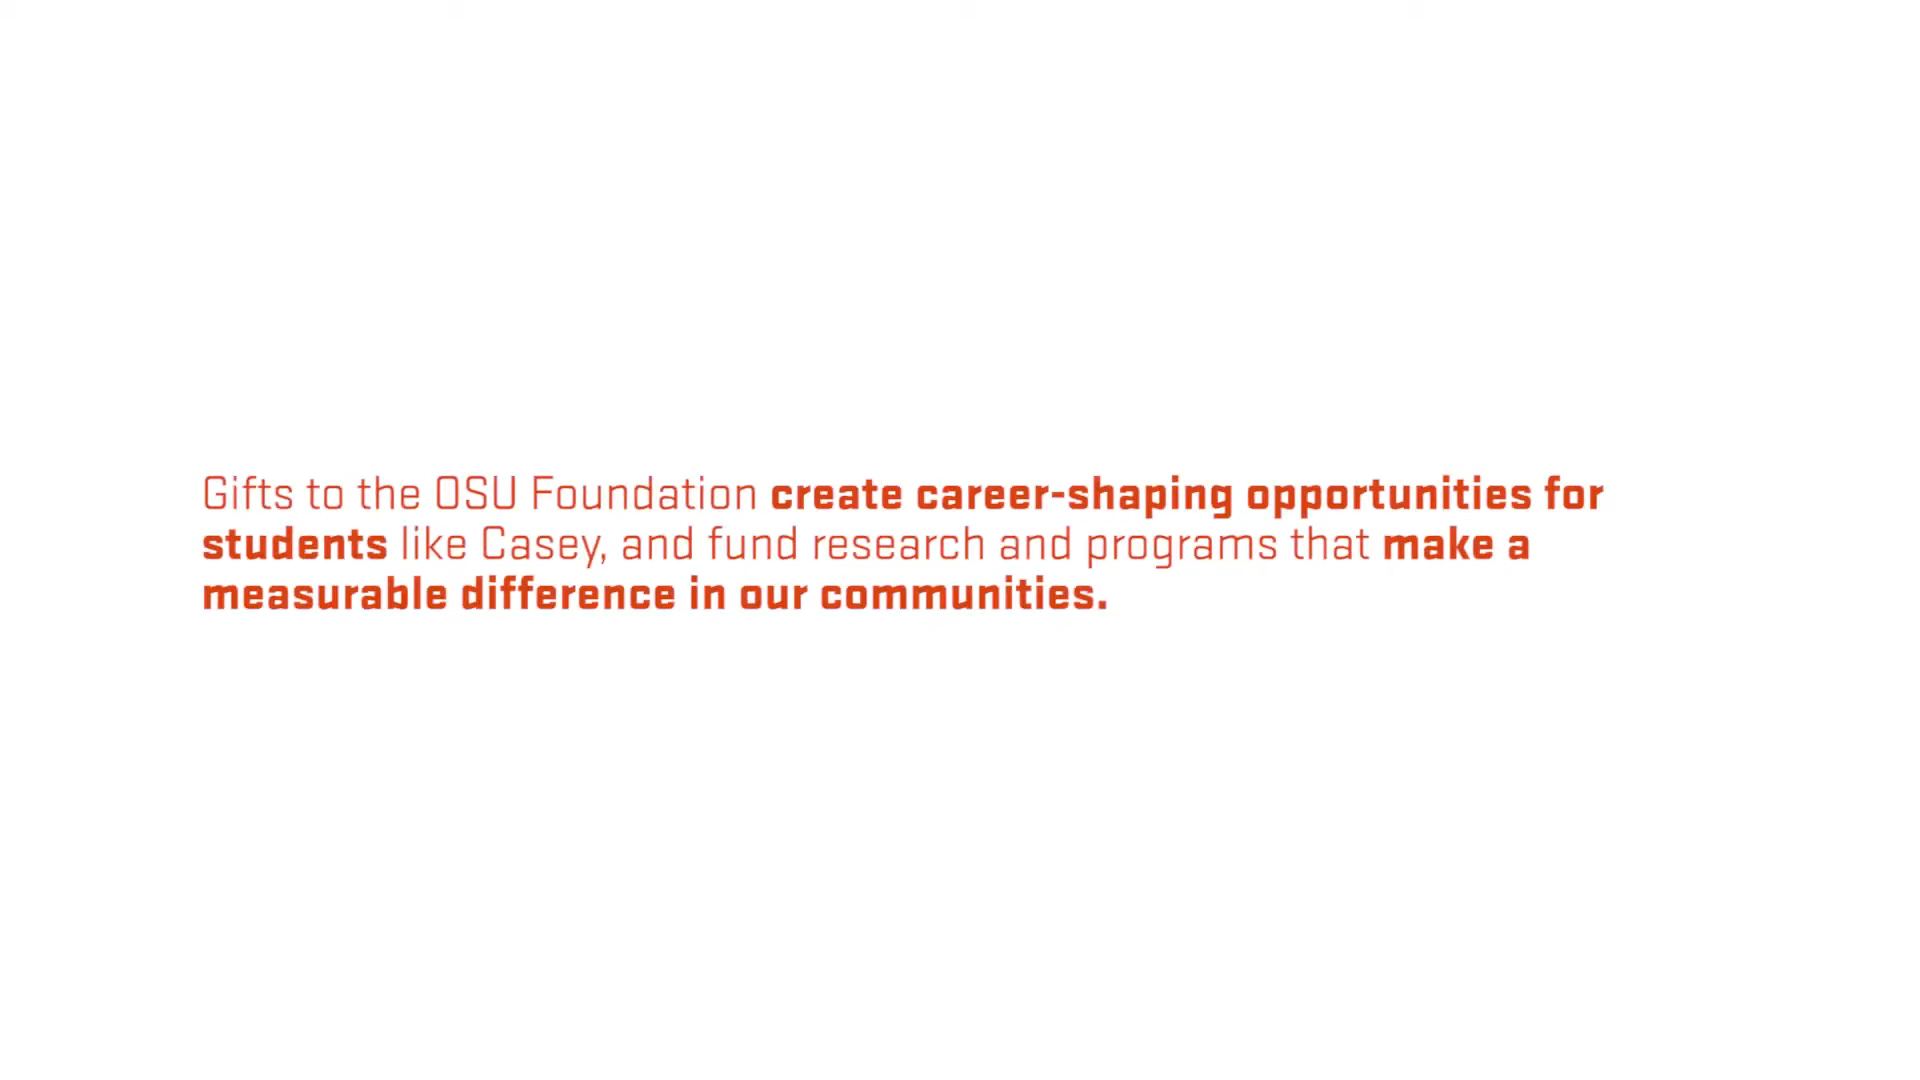 Gifts to the OSU Foundation create career-shaping opportunities for
students like Casey, and fund research and programs that make a
measurable difference in our communities.